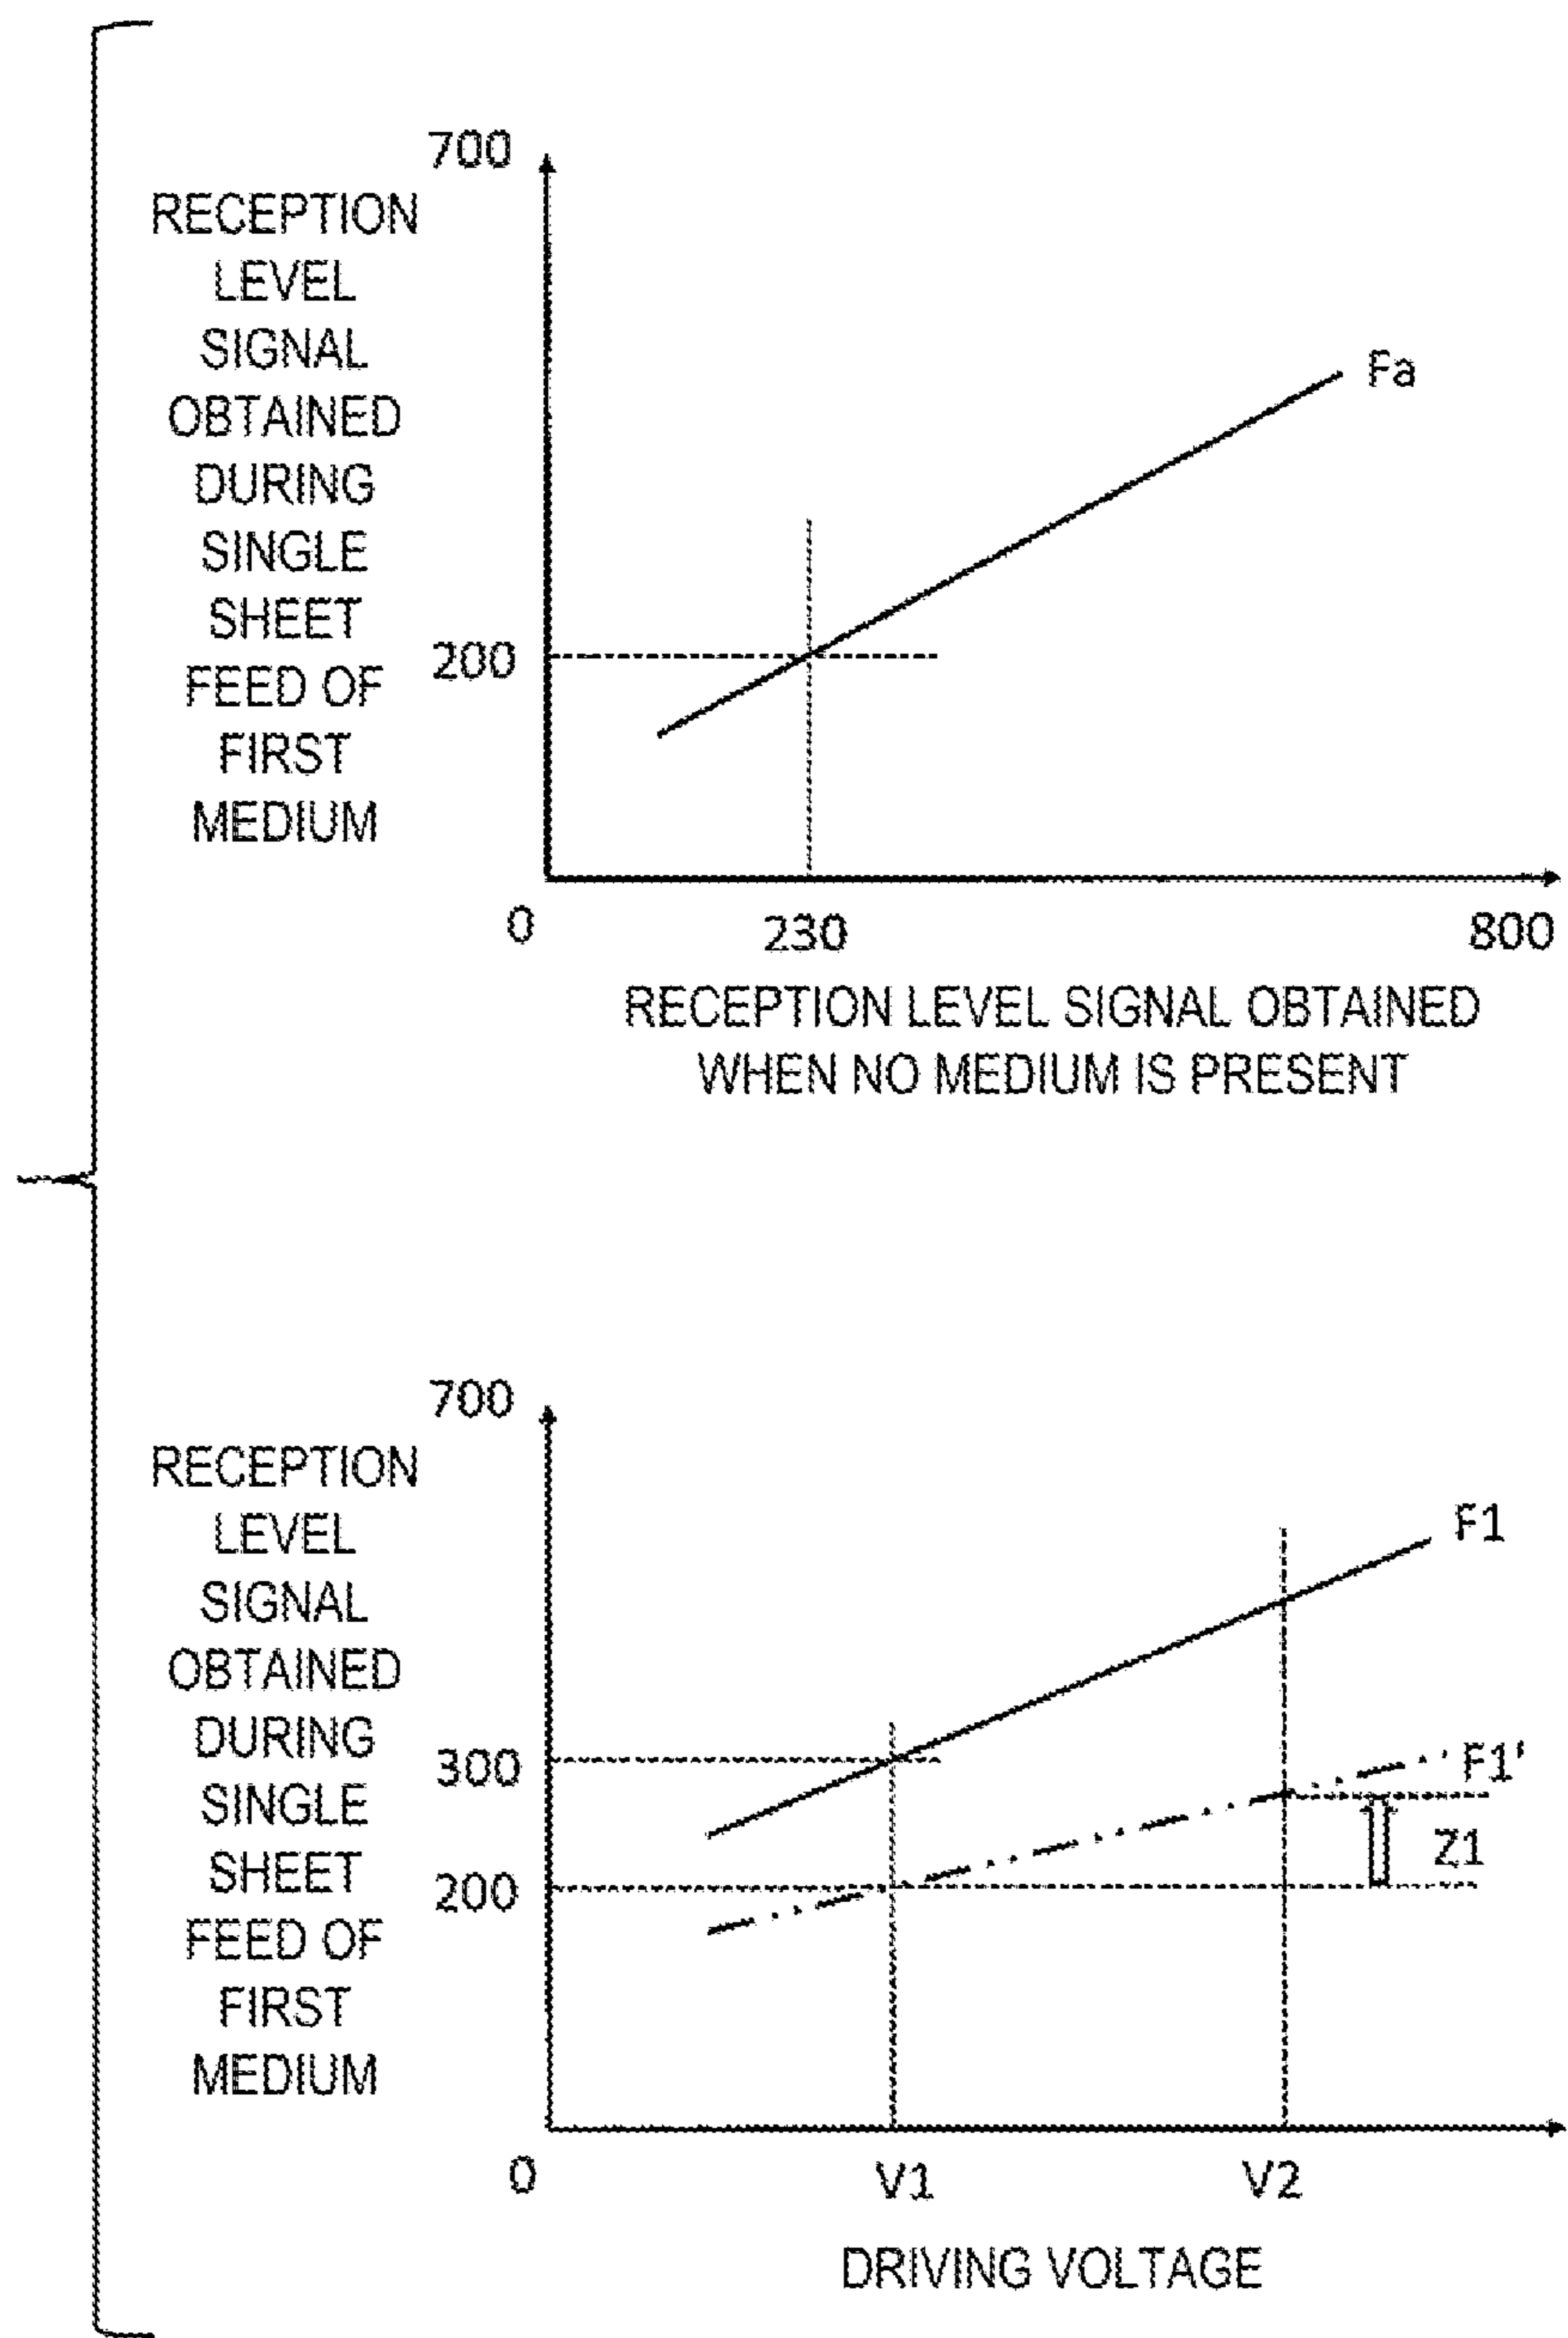 700
RECEPTION
LEVEL
SIGNAL
OBTAINED
DURING
SINGLE
SHEET
FEED OF
FIRST
MEDIUM
Fa
200
0
230
800
RECEPTION LEVEL SIGNAL OBTAINED
WHEN NO MEDIUM IS PRESENT
700
RECEPTION
LEVEL
SIGNAL
OBTAINED
DURING
SINGLE
SHEET
FEED OF
FIRST
MEDIUM
F1
300
F1'
Z1
200
0
V1
V2
DRIVING VOLTAGE